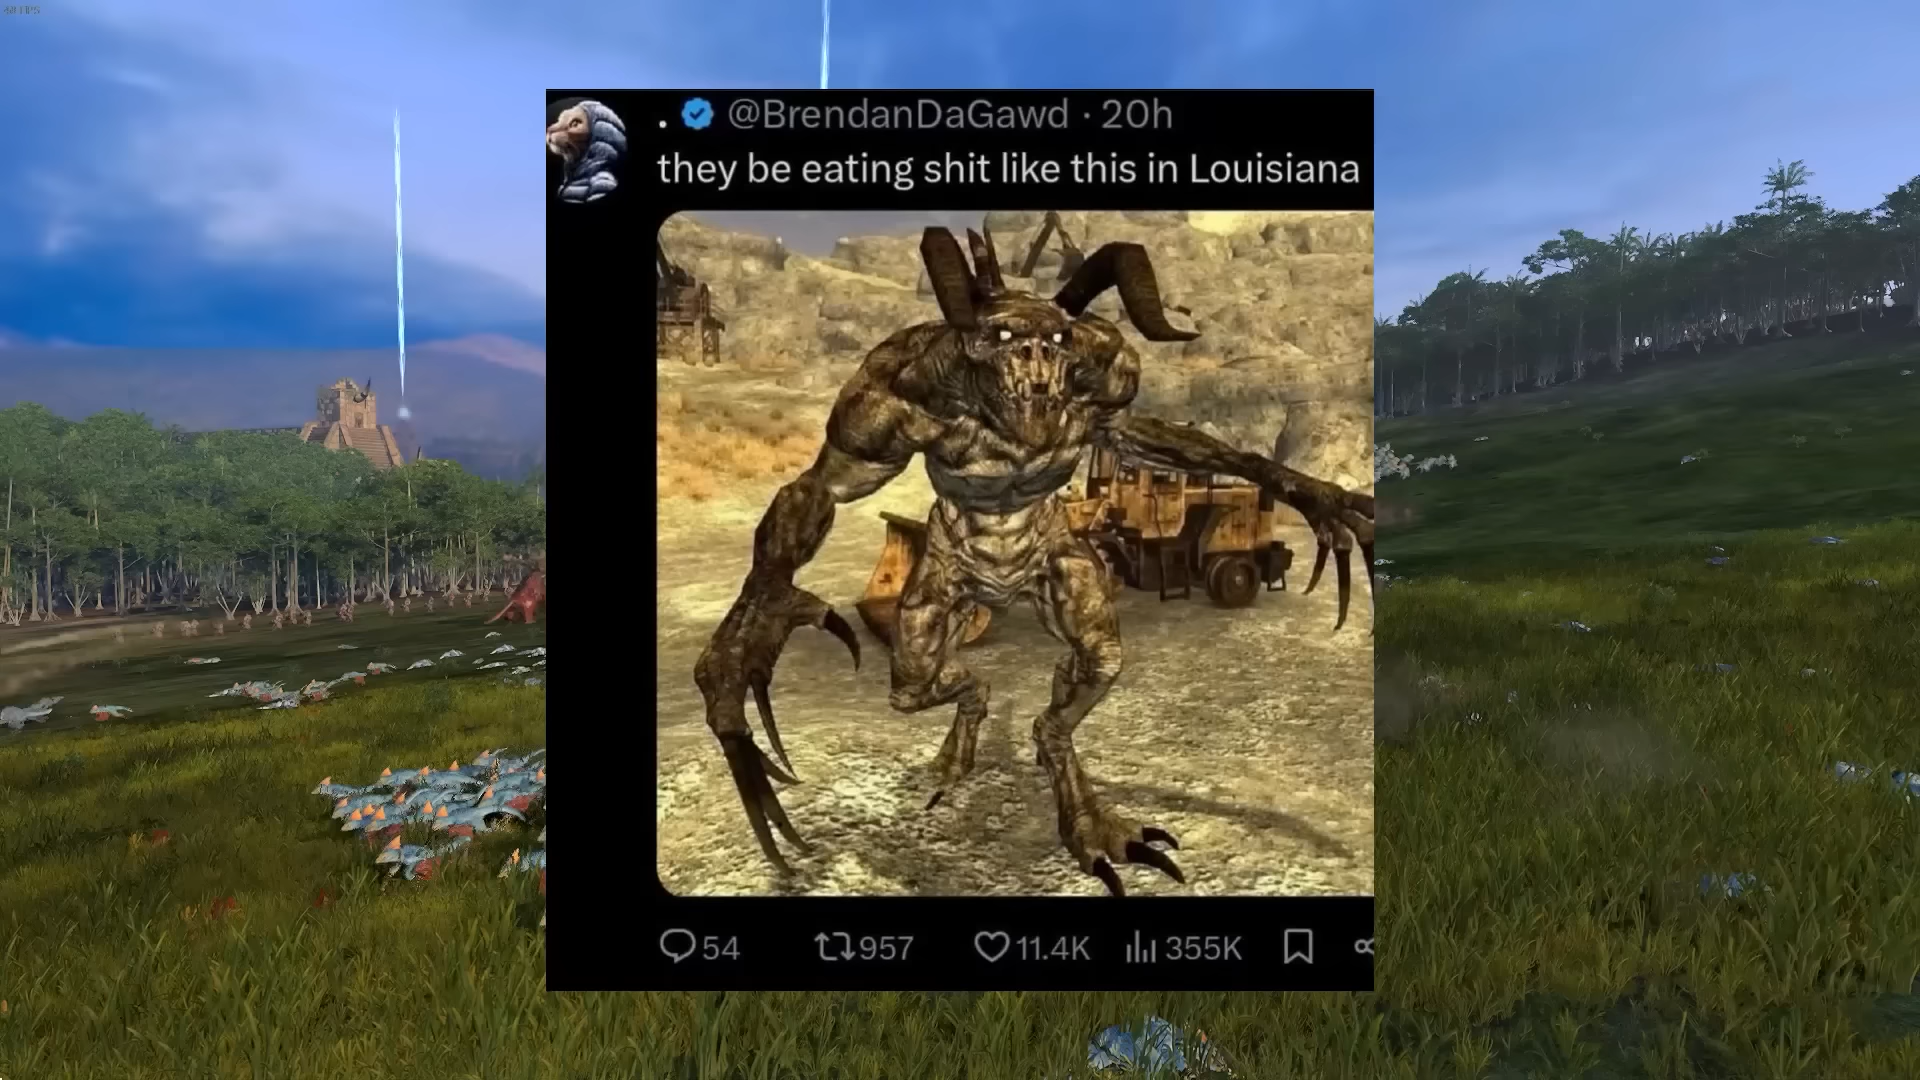 . @BrendanDaGawd · 20h
they be eating shit like this in Louisiana
54 957 11.4K 355K